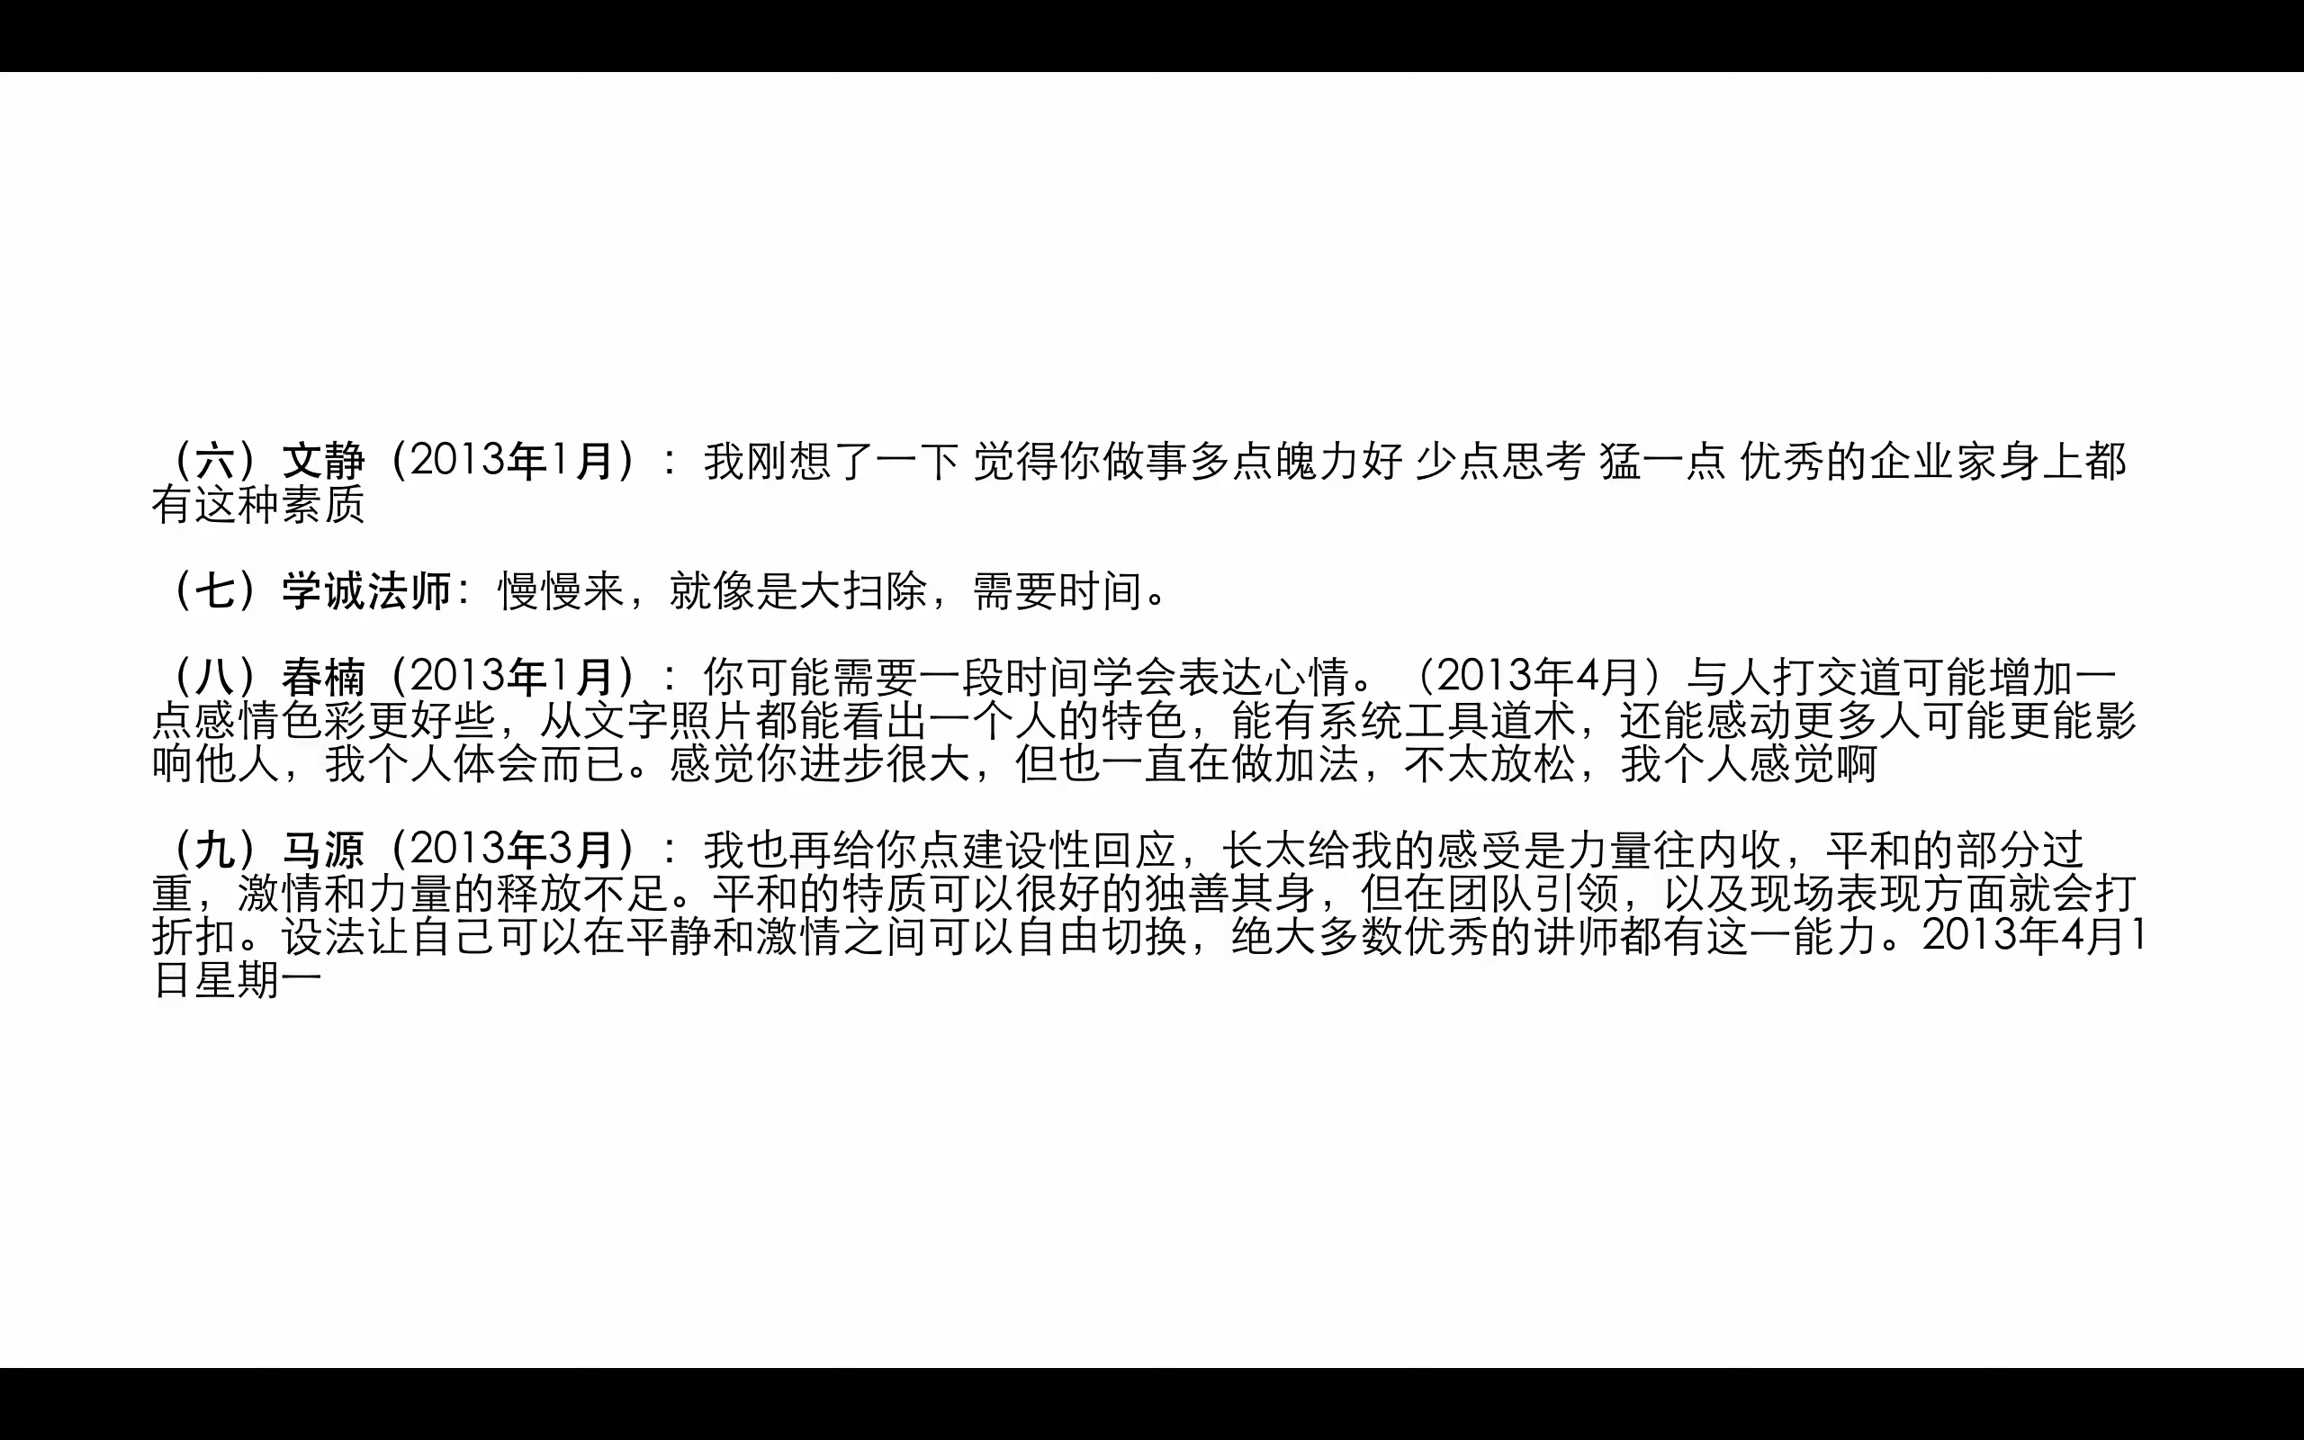 （六）文静（2013年1月）：我刚想了一下 觉得你做事多点魄力好 少点思考 猛一点 优秀的企业家身上都
有这种素质
（七）学诚法师：慢慢来，就像是大扫除，需要时间。
（八）春楠（2013年1月）：你可能需要一段时间学会表达心情。（2013年4月）与人打交道可能增加一
点感情色彩更好些，从文字照片都能看出一个人的特色，能有系统工具道术，还能感动更多人可能更能影
响他人，我个人体会而已。感觉你进步很大，但也一直在做加法，不太放松，我个人感觉啊
（九）马源（2013年3月）：我也再给你点建设性回应，长太给我的感受是力量往内收，平和的部分过
重，激情和力量的释放不足。平和的特质可以很好的独善其身，但在团队引领，以及现场表现方面就会打
折扣。设法让自己可以在平静和激情之间可以自由切换，绝大多数优秀的讲师都有这一能力。2013年4月1
日星期一